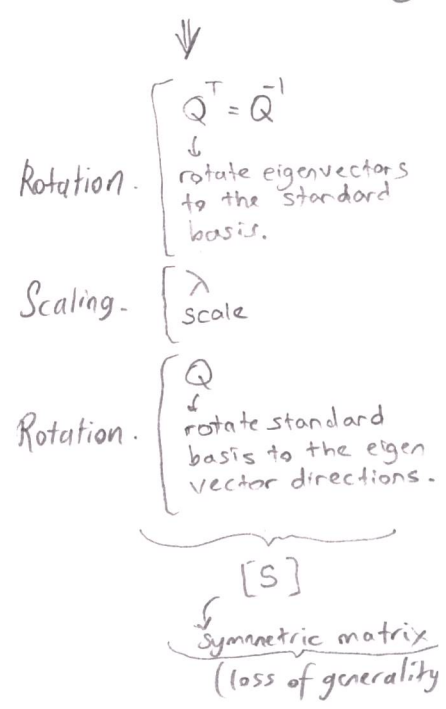 Q^T = Q^-1
Rotation.
rotate eigenvectors
to the standard
basis.
Scaling-
λ
scale
Q
Rotation.
rotate standard
basis to the eigen
vector directions.
[S]
symmetric matrix
(loss of generality